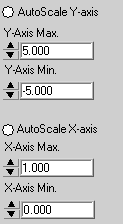 AutoScale Y-axis
Y-Axis Max.
5.000
Y-Axis Min.
-5.000
AutoScale X-axis
X-Axis Max.
1.000
X-Axis Min.
0.000